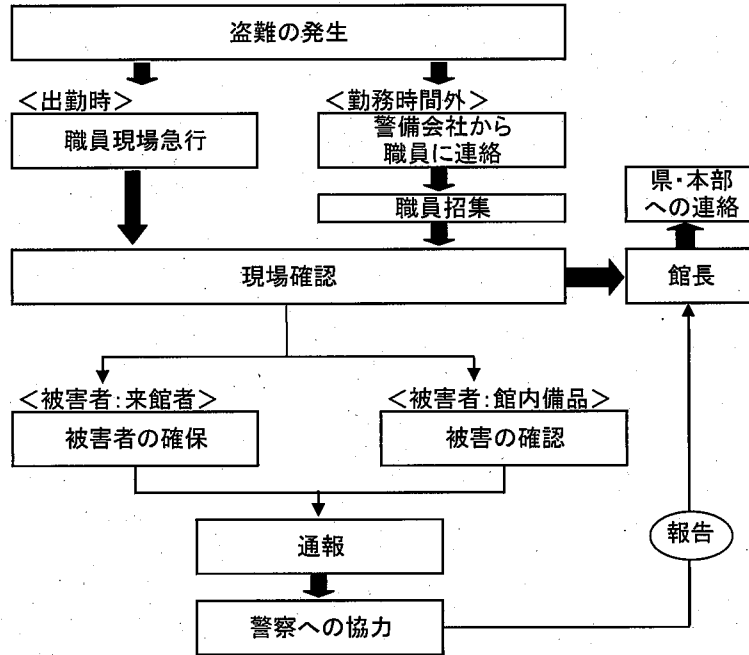 盗難の発生
＜出勤時＞
職員現場急行
＜勤務時間外＞
警備会社から
職員に連絡
職員招集
県・本部
への連絡
現場確認
館長
＜被害者：来館者＞
被害者の確保
＜被害者：館内備品＞
被害の確認
通報
報告
警察への協力